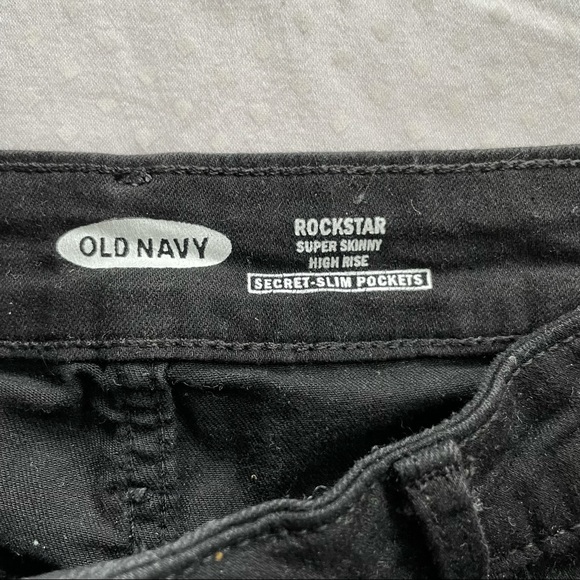 OLD NAVY
ROCKSTAR
SUPER SKINNY
HIGH RISE
SECRET-SLIM POCKETS